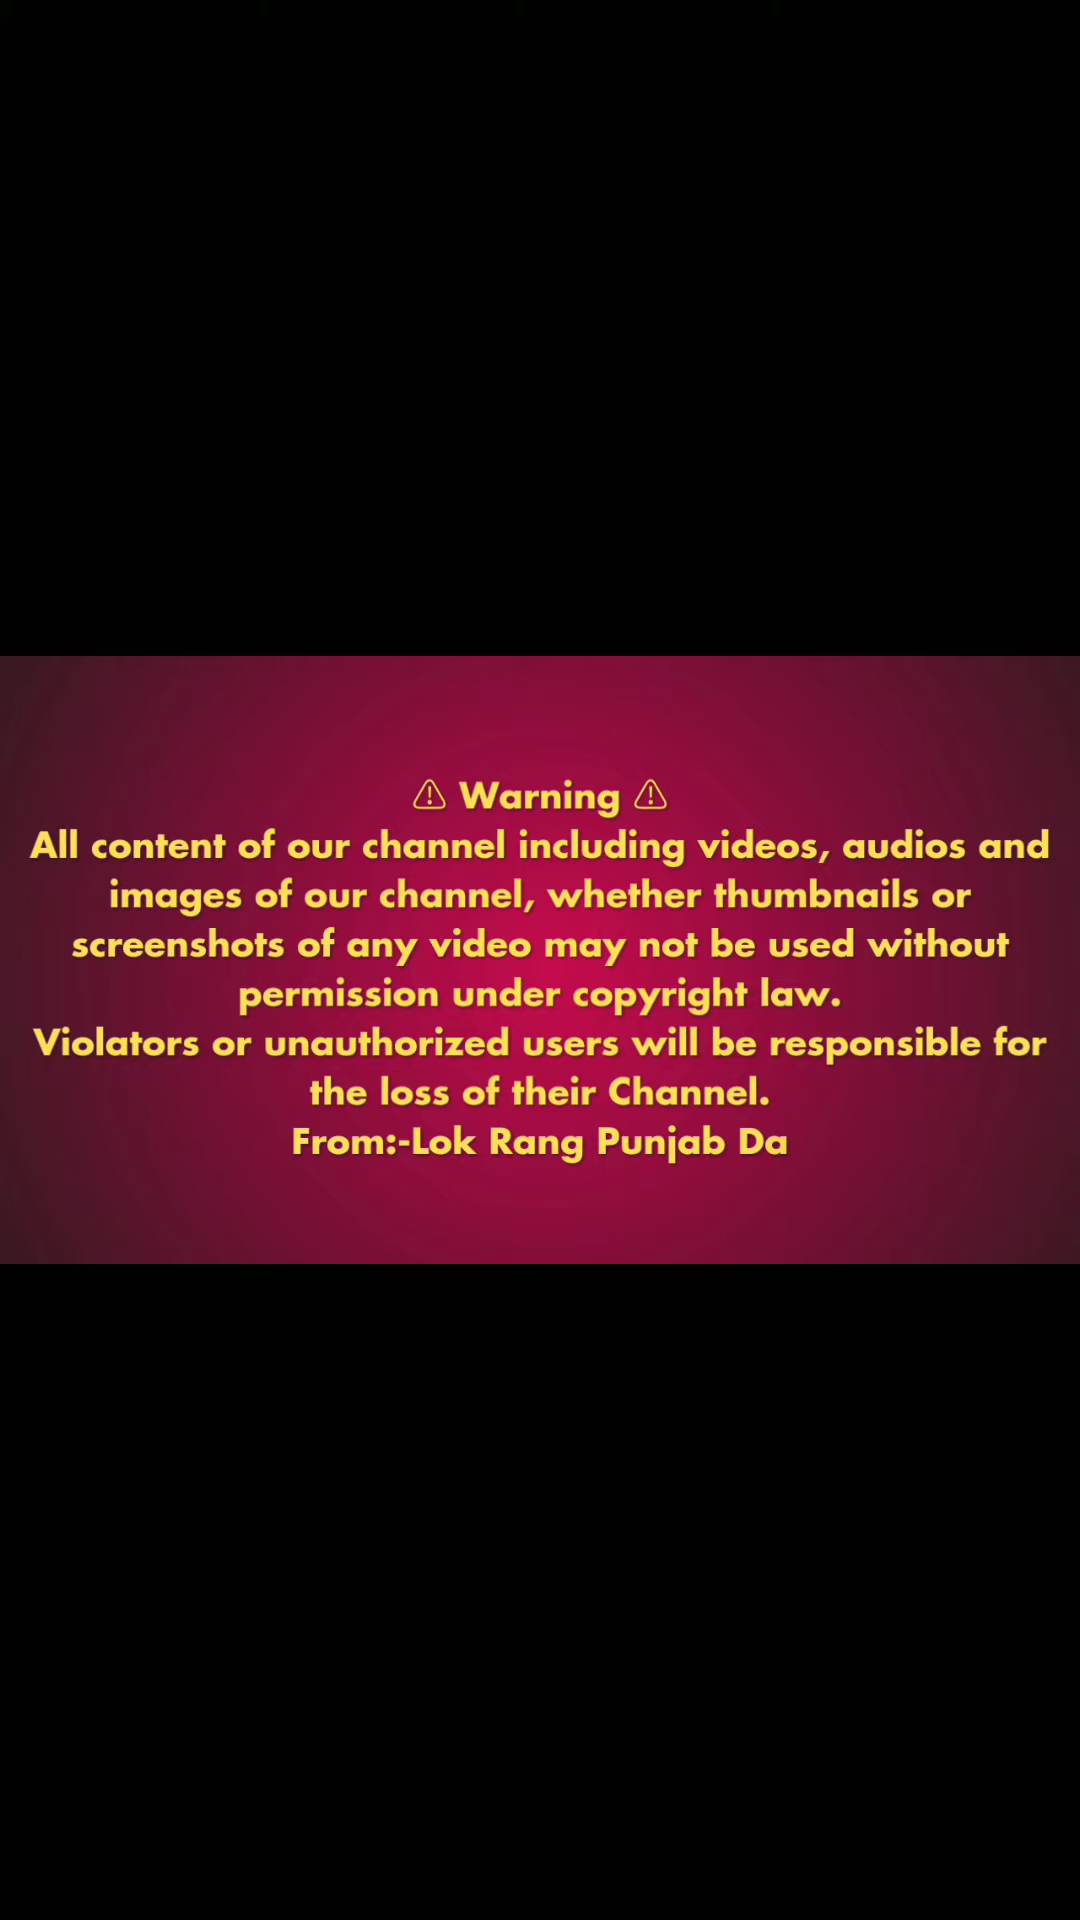 ⚠ Warning ⚠
All content of our channel including videos, audios and
images of our channel, whether thumbnails or
screenshots of any video may not be used without
permission under copyright law.
Violators or unauthorized users will be responsible for
the loss of their Channel.
From:-Lok Rang Punjab Da